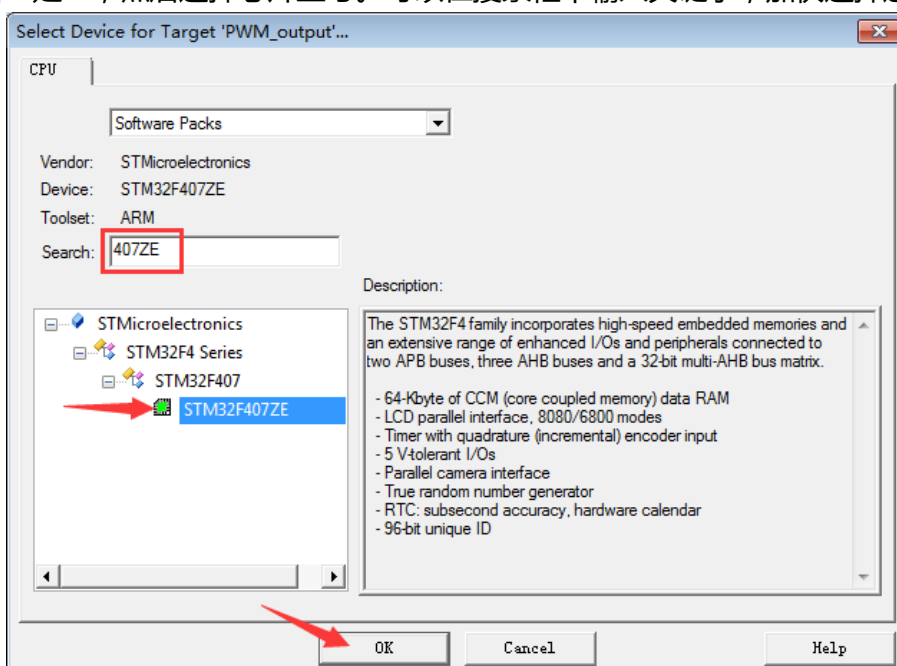 Select Device for Target 'PWM_output'...
CPU
Software Packs
Vendor: STMicroelectronics
Device: STM32F407ZE
Toolset: ARM
Search: 407ZE
Description:
STMicroelectronics
STM32F4 Series
STM32F407
STM32F407ZE
The STM32F4 family incorporates high-speed embedded memories and
an extensive range of enhanced I/Os and peripherals connected to
two APB buses, three AHB buses and a 32-bit multi-AHB bus matrix.
- 64-Kbyte of CCM (core coupled memory) data RAM
- LCD parallel interface, 8080/6800 modes
- Timer with quadrature (incremental) encoder input
- 5 V-tolerant I/Os
- Parallel camera interface
- True random number generator
- RTC: subsecond accuracy, hardware calendar
- 96-bit unique ID
OK
Cancel
Help